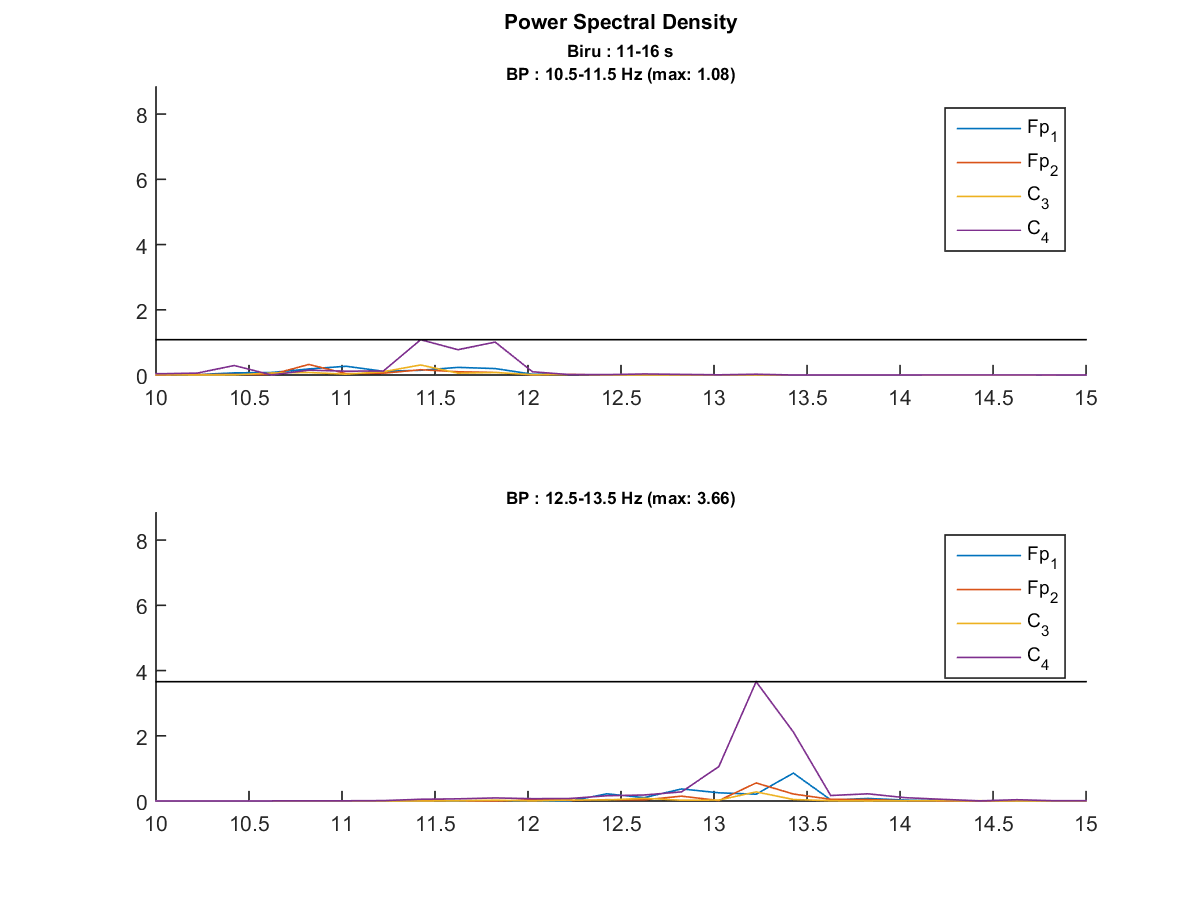 Power Spectral Density
Biru : 11-16 s
BP : 10.5-11.5 Hz (max: 1.08)
8
6
4
2
0
10 10.5 11 11.5 12 12.5 13 13.5 14 14.5 15
Fp1
Fp2
C3
C4
BP : 12.5-13.5 Hz (max: 3.66)
8
6
4
2
0
10 10.5 11 11.5 12 12.5 13 13.5 14 14.5 15
Fp1
Fp2
C3
C4